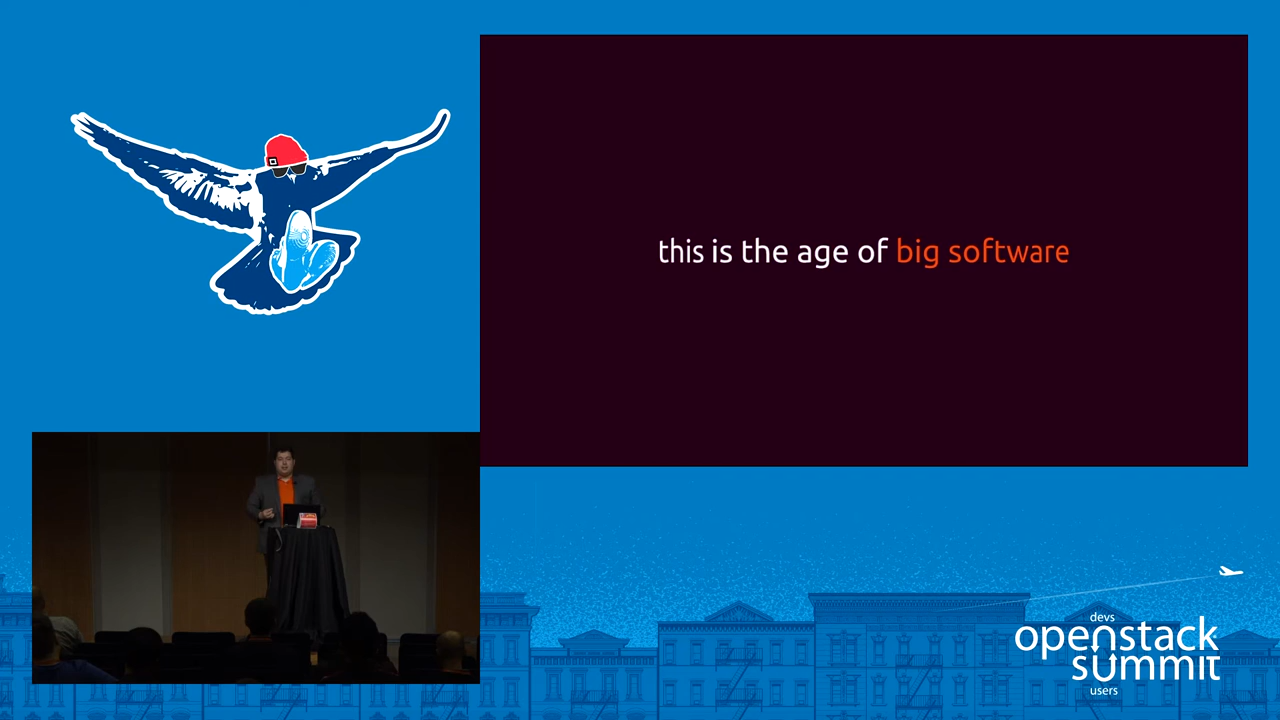 this is the age of big software
devs
openstack
summit
users